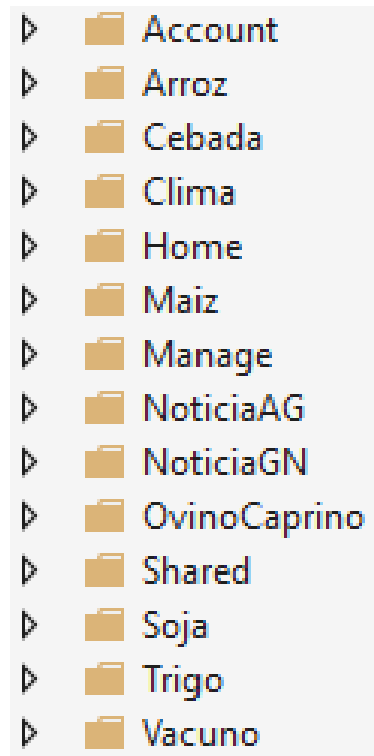 Account
Arroz
Cebada
Clima
Home
Maiz
Manage
NoticiaAG
NoticiaGN
OvinoCaprino
Shared
Soja
Trigo
Vacuno